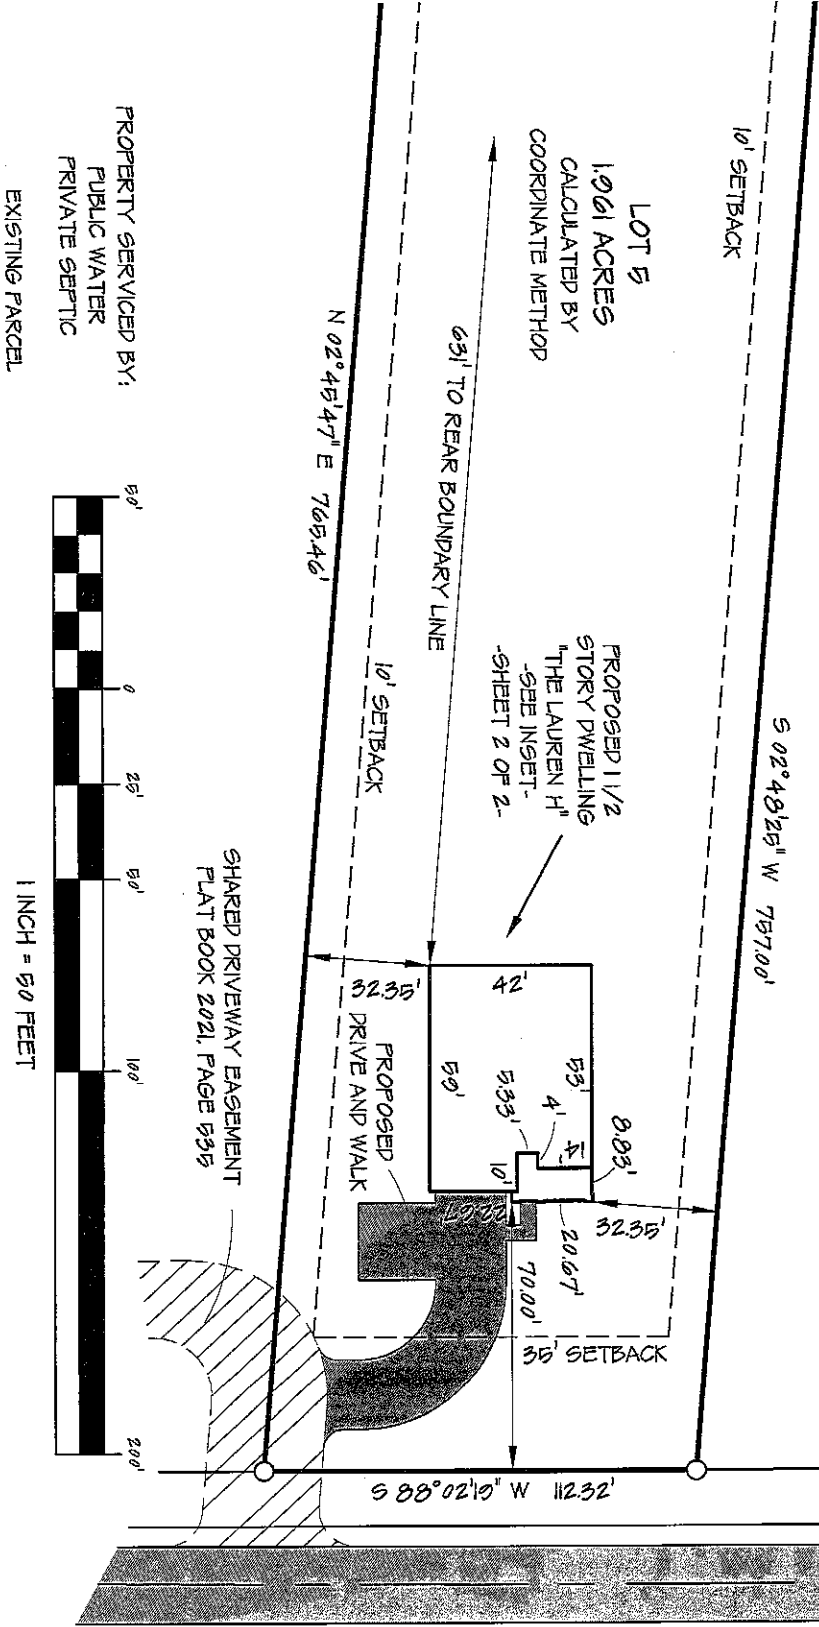 10' SETBACK
LOT 5
1.961 ACRES
CALCULATED BY
COORDINATE METHOD
631' TO REAR BOUNDARY LINE
N 02°45'47" E 765.46'
PROPERTY SERVICED BY:
PUBLIC WATER
PRIVATE SEPTIC
EXISTING PARCEL
S 02°48'25" W 757.00'
PROPOSED 1 1/2
STORY DWELLING
"THE LAUREN H"
-SEE INSET-
-SHEET 2 OF 2-
10' SETBACK
42'
32.35'
53'
59'
5.33'
4'
14'
8.83'
10'
22.67'
20.67'
32.35'
70.00'
35' SETBACK
PROPOSED
DRIVE AND WALK
SHARED DRIVEWAY EASEMENT
PLAT BOOK 2021, PAGE 535
S 88°02'19" W 112.32'
50' 0 25' 50' 100' 200'
1 INCH = 50 FEET